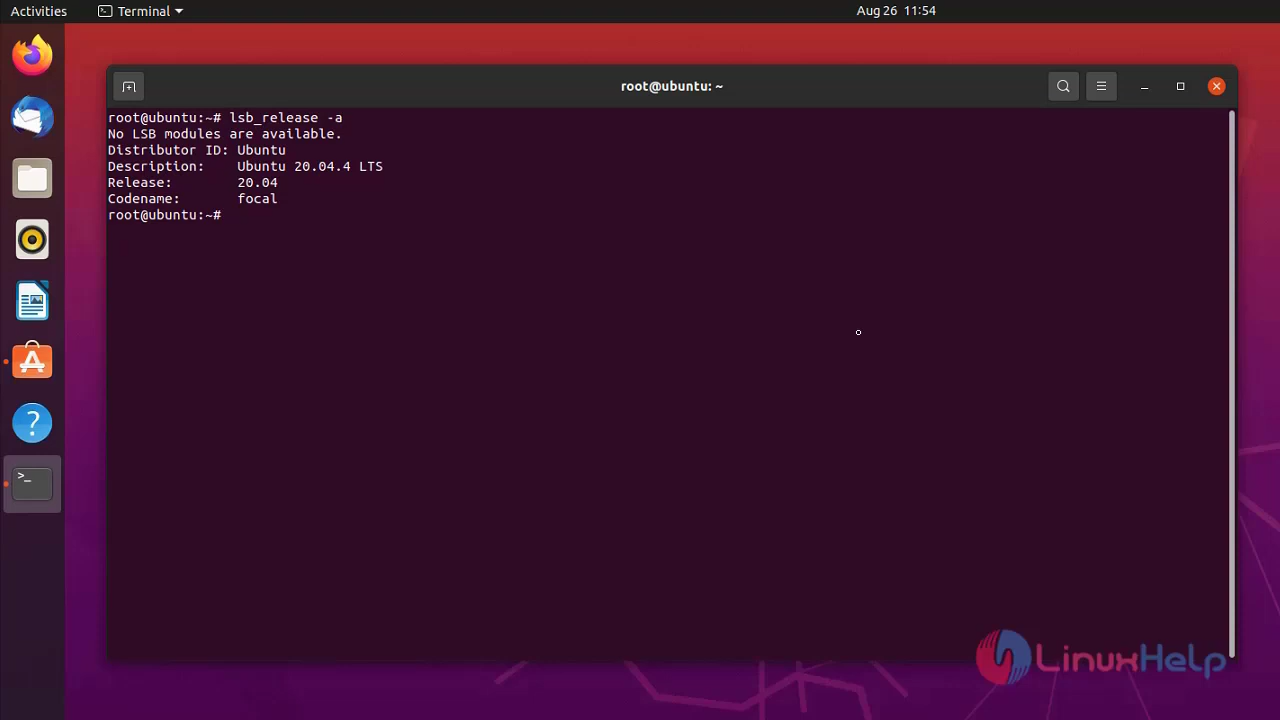 Activities Terminal Aug 26 11:54
root@ubuntu: ~
root@ubuntu:~# lsb_release -a
No LSB modules are available.
Distributor ID: Ubuntu
Description: Ubuntu 20.04.4 LTS
Release: 20.04
Codename: focal
root@ubuntu:~#
>_
LinuxHelp